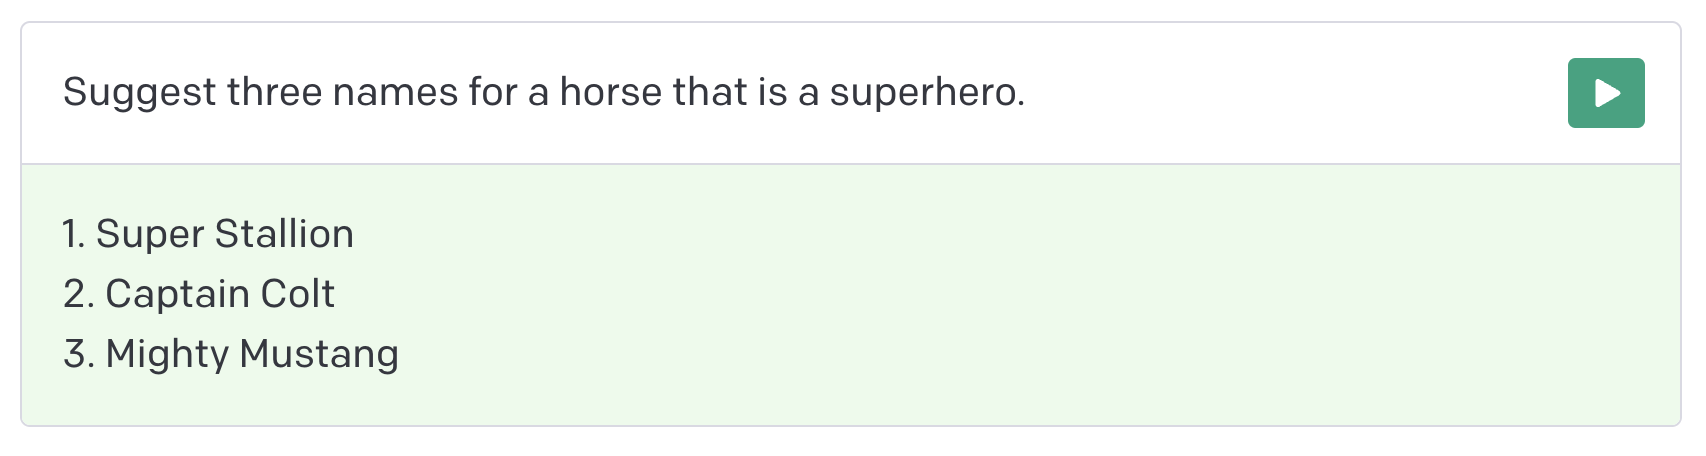 Suggest three names for a horse that is a superhero.
1. Super Stallion
2. Captain Colt
3. Mighty Mustang